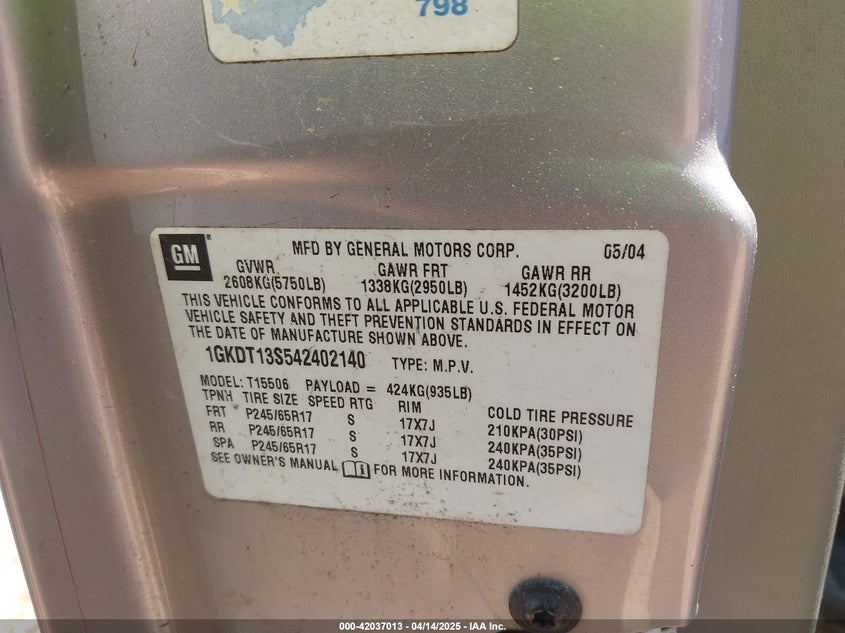 798
GM®
MFD BY GENERAL MOTORS CORP. 05/04
GVWR GAWR FRT GAWR RR
2608KG(5750LB) 1338KG(2950LB) 1452KG(3200LB)
THIS VEHICLE CONFORMS TO ALL APPLICABLE U.S. FEDERAL MOTOR
VEHICLE SAFETY AND THEFT PREVENTION STANDARDS IN EFFECT ON
THE DATE OF MANUFACTURE SHOWN ABOVE.
1GKDT13S542402140 TYPE: M.P.V.
MODEL: T15506 PAYLOAD = 424KG(935LB)
TPNH TIRE SIZE SPEED RTG RIM COLD TIRE PRESSURE
FRT P245/65R17 S 17X7J 210KPA(30PSI)
RR P245/65R17 S 17X7J 240KPA(35PSI)
SPA P245/65R17 S 17X7J 240KPA(35PSI)
SEE OWNER'S MANUAL i FOR MORE INFORMATION.
000-42037013 - 04/14/2025 - IAA Inc.